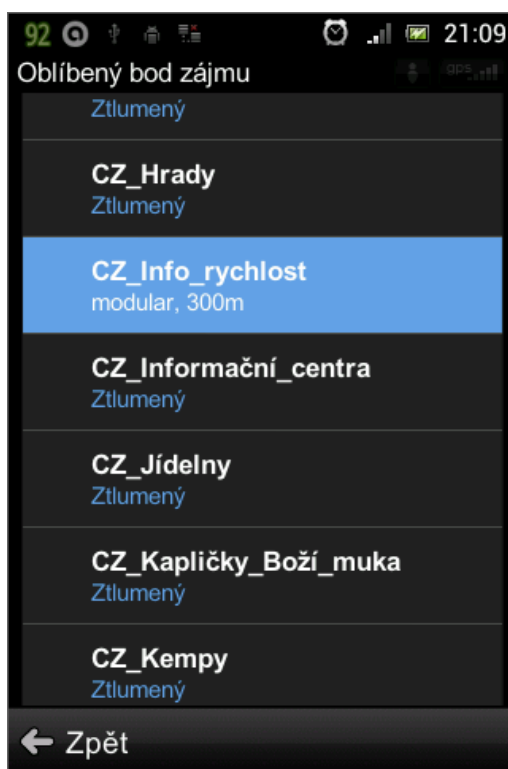 92 21:09
Oblíbený bod zájmu gps
Ztlumený
CZ_Hrady
Ztlumený
CZ_Info_rychlost
modular, 300m
CZ_Informační_centra
Ztlumený
CZ_Jídelny
Ztlumený
CZ_Kapličky_Boží_muka
Ztlumený
CZ_Kempy
Ztlumený
Zpět